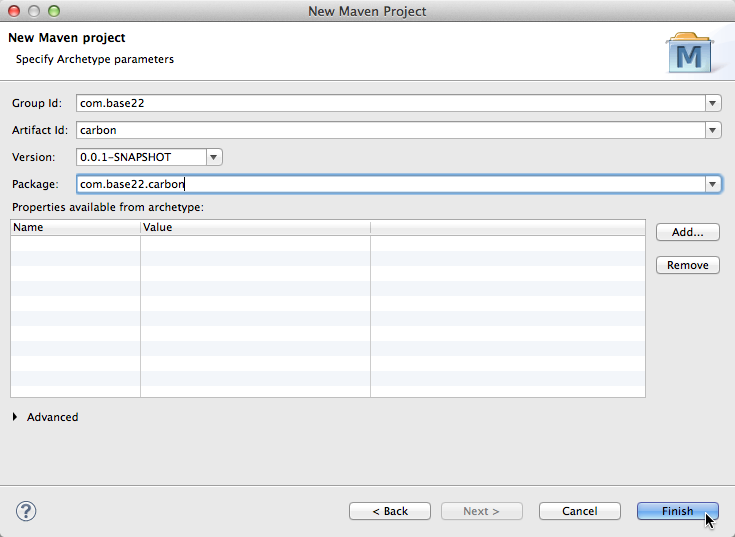 New Maven Project
New Maven project
Specify Archetype parameters
M
Group Id: com.base22
Artifact Id: carbon
Version: 0.0.1-SNAPSHOT
Package: com.base22.carbon
Properties available from archetype:
Name Value
Add...
Remove
Advanced
? < Back Next > Cancel Finish